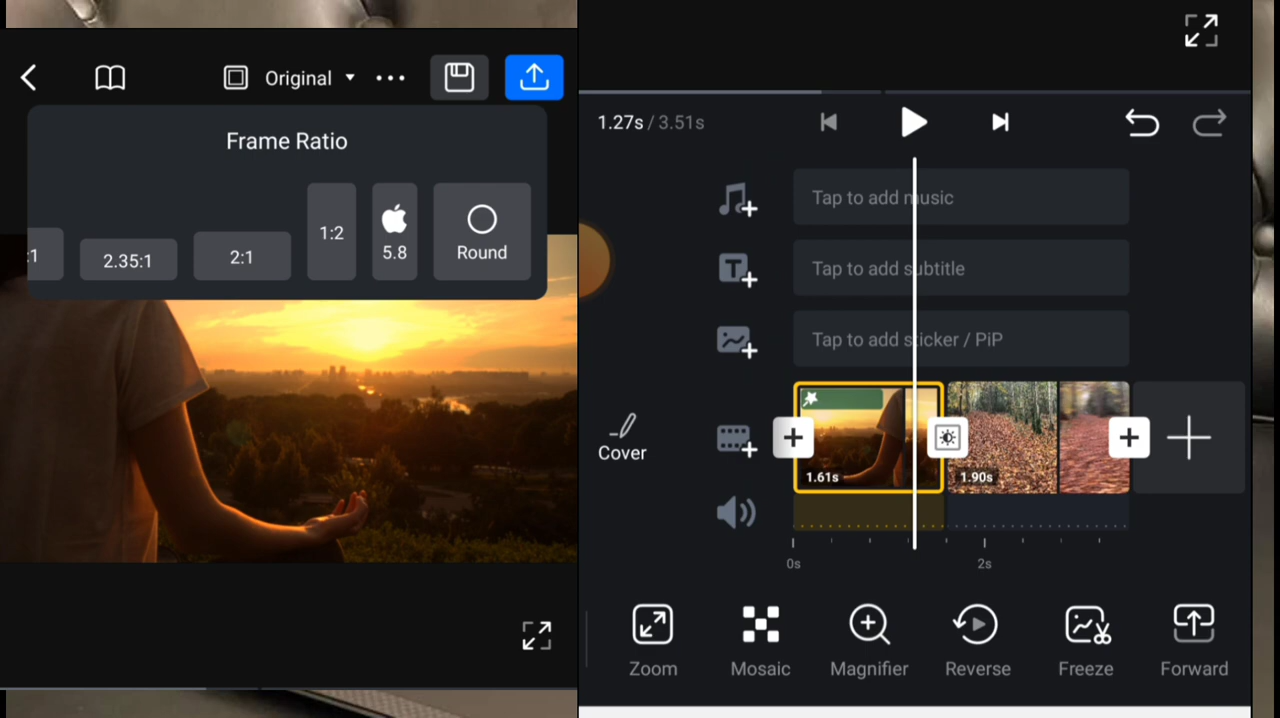 Original
Frame Ratio
:1
2.35:1
2:1
1:2
5.8
Round
1.27s / 3.51s
Tap to add music
Tap to add subtitle
Tap to add sticker / PiP
Cover
1.61s
1.90s
0s
2s
Zoom
Mosaic
Magnifier
Reverse
Freeze
Forward